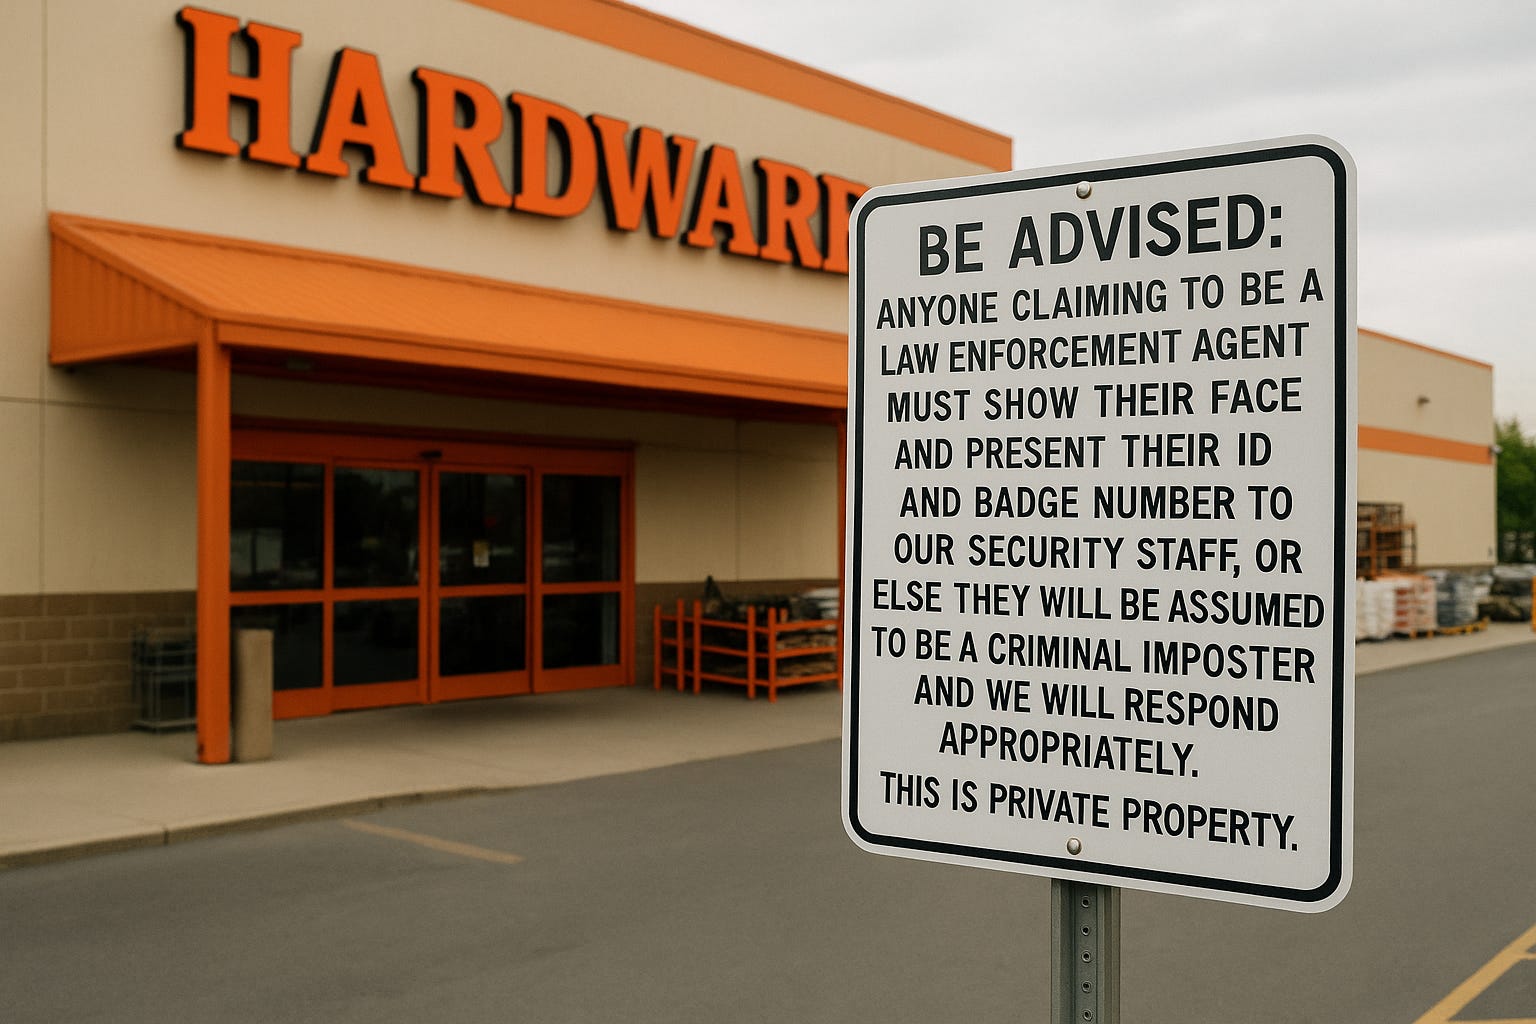 HARDWARE
BE ADVISED:
ANYONE CLAIMING TO BE A
LAW ENFORCEMENT AGENT
MUST SHOW THEIR FACE
AND PRESENT THEIR ID
AND BADGE NUMBER TO
OUR SECURITY STAFF, OR
ELSE THEY WILL BE ASSUMED
TO BE A CRIMINAL IMPOSTER
AND WE WILL RESPOND
APPROPRIATELY.
THIS IS PRIVATE PROPERTY.